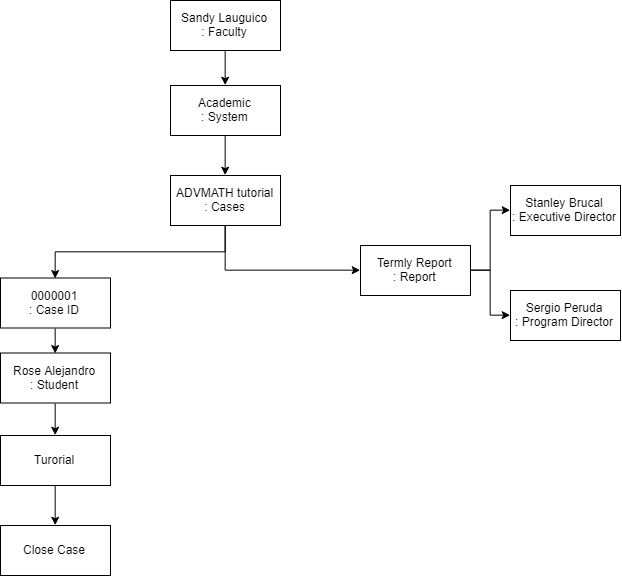 Sandy Lauguico
: Faculty
Academic
: System
ADVMATH tutorial
: Cases
Stanley Brucal
: Executive Director
Termly Report
: Report
Sergio Peruda
: Program Director
0000001
: Case ID
Rose Alejandro
: Student
Turorial
Close Case